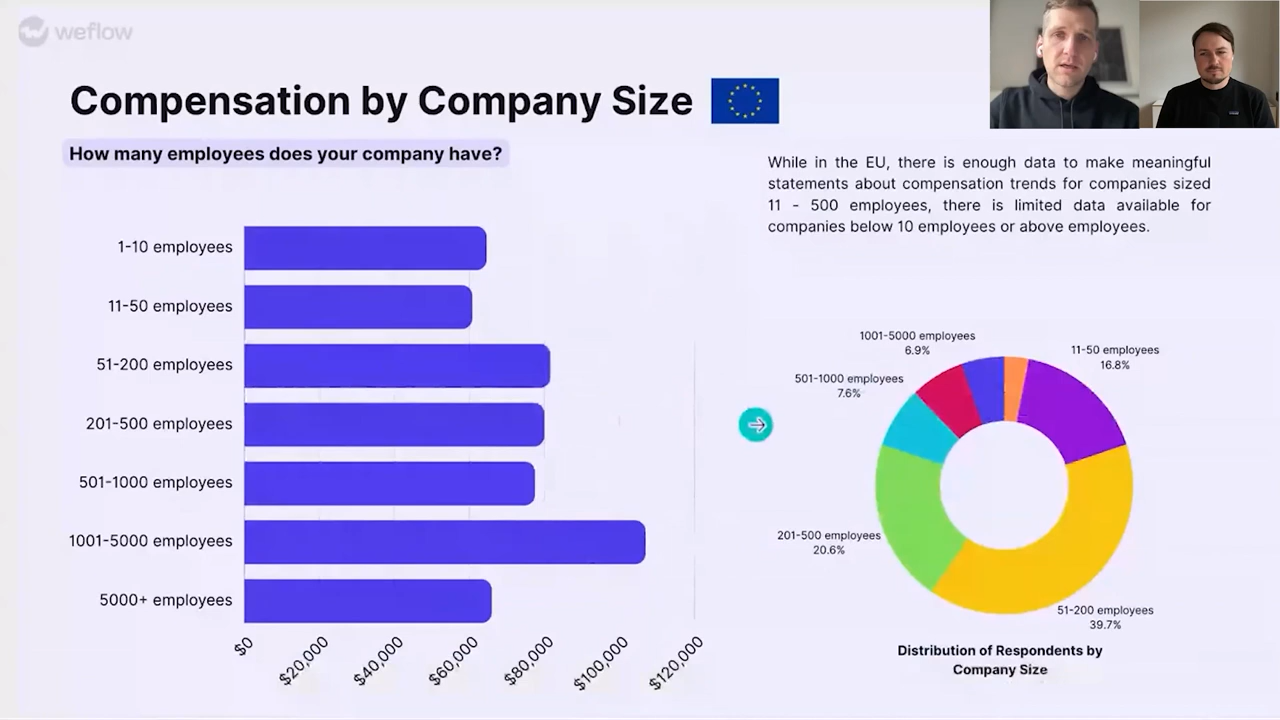 weflow
Compensation by Company Size
How many employees does your company have?
While in the EU, there is enough data to make meaningful
statements about compensation trends for companies sized
11 - 500 employees, there is limited data available for
companies below 10 employees or above employees.
1-10 employees
11-50 employees
51-200 employees
201-500 employees
501-1000 employees
1001-5000 employees
5000+ employees
$0
$20,000
$40,000
$60,000
$80,000
$100,000
$120,000
1001-5000 employees
6.9%
11-50 employees
16.8%
501-1000 employees
7.6%
201-500 employees
20.6%
51-200 employees
39.7%
Distribution of Respondents by
Company Size